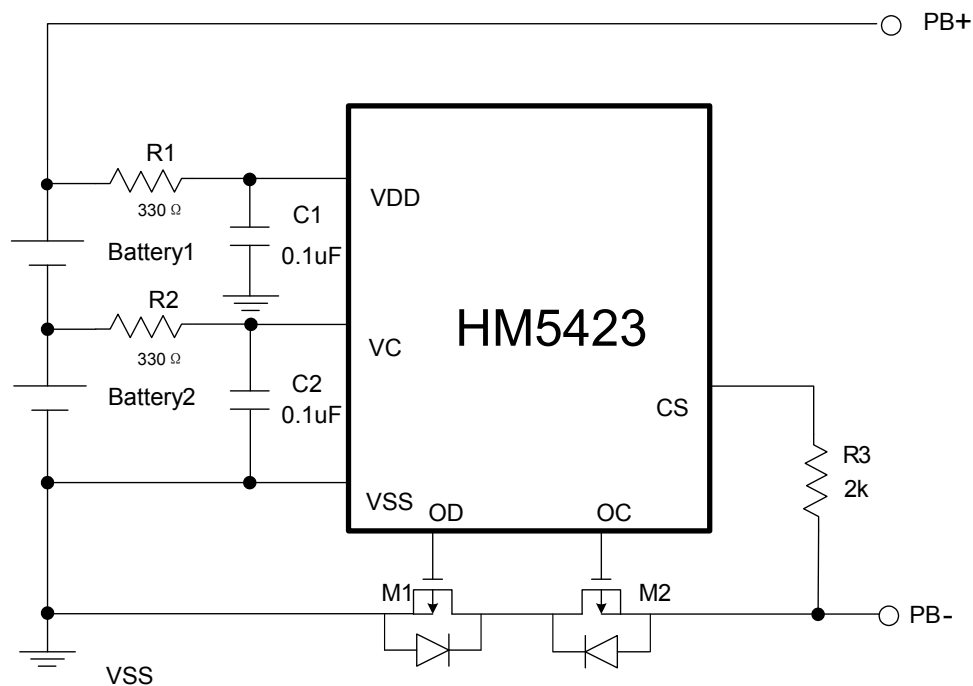 PB+
R1
330 Ω
C1
0.1uF
VDD
Battery1
R2
330 Ω
HM5423
VC
C2
0.1uF
Battery2
CS
R3
2k
VSS
OD
OC
M1
M2
PB-
VSS